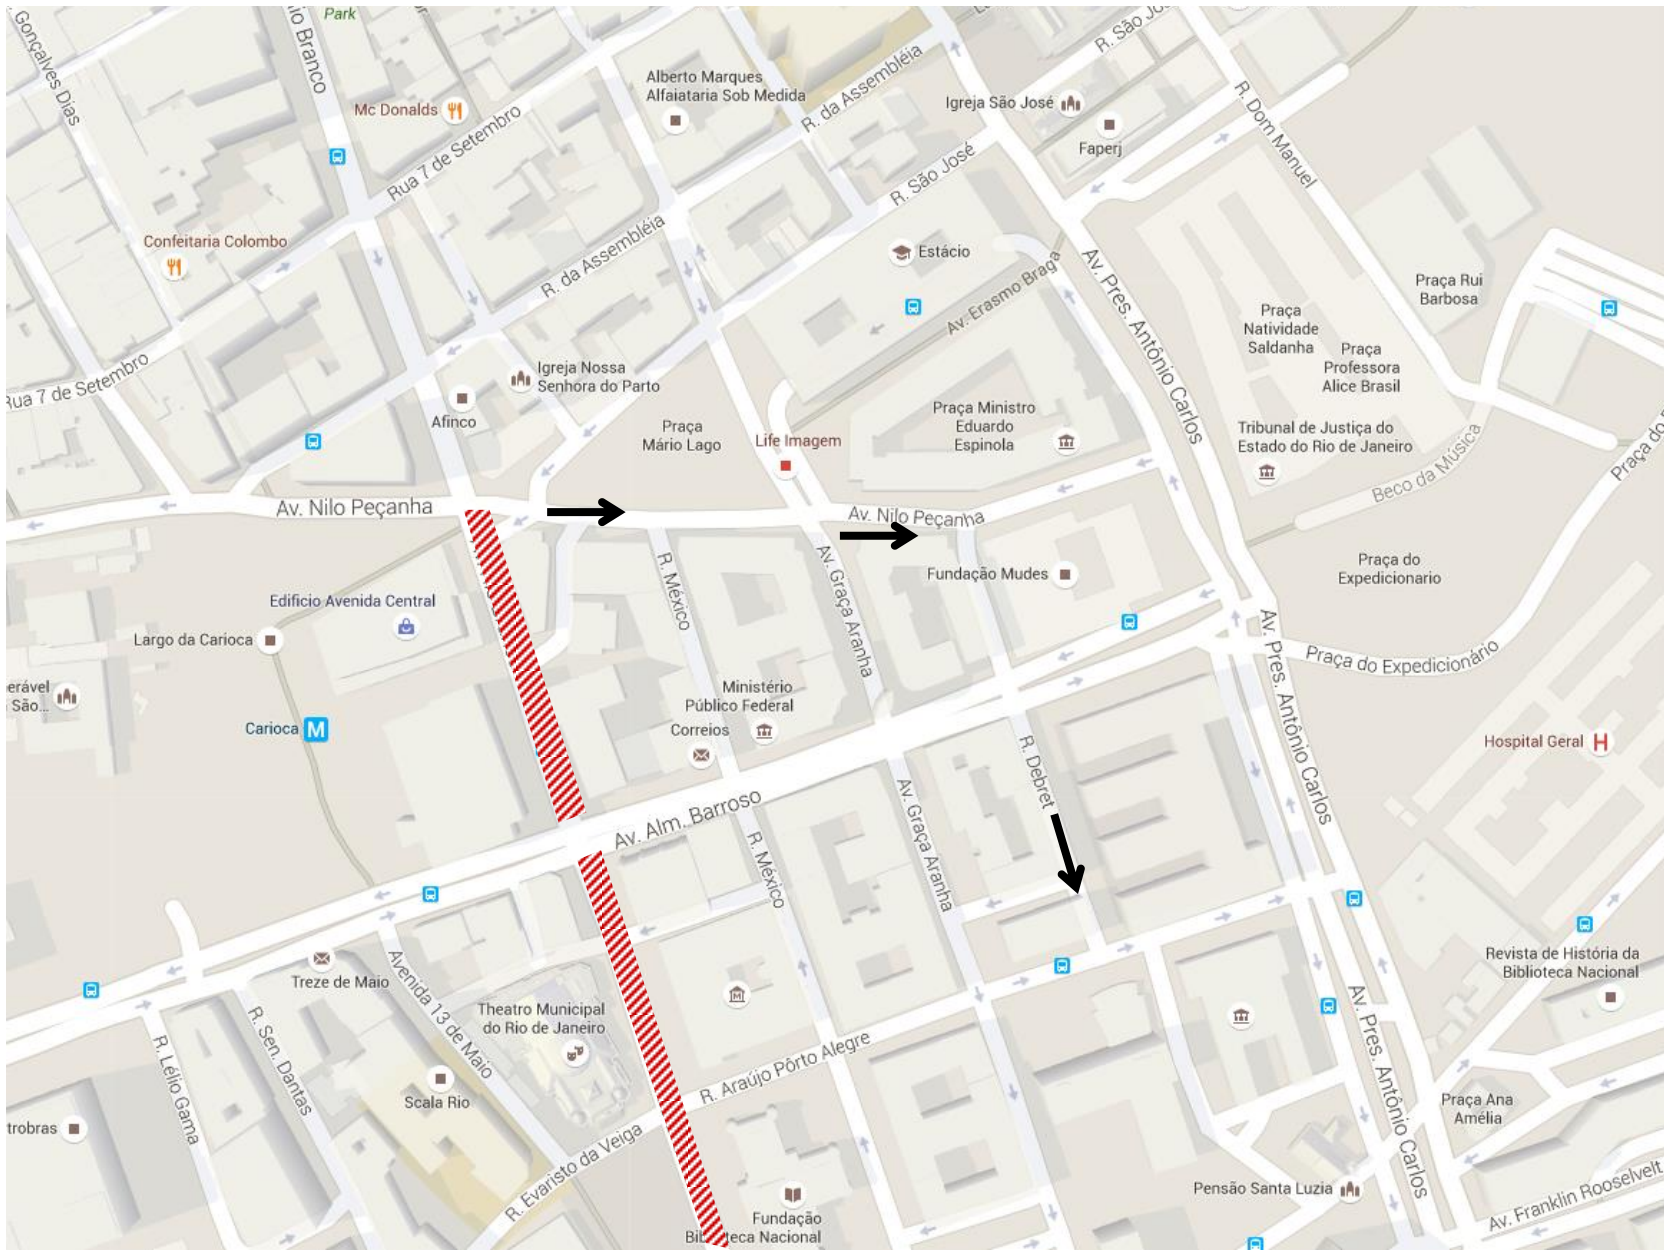 Gonçalves Dias
io Branco
Park
R. São Jos
R. da Assembléia
Alberto Marques
Alfaiataria Sob Medida
Mc Donalds
Rua 7 de Setembro
Igreja São José
Faperj
R. Dom Manuel
R. São José
Confeitaria Colombo
R. da Assembléia
Estácio
Av. Erasmo Braga
Av. Pres. Antônio Carlos
Praça Rui
Barbosa
Praça
Natividade
Saldanha
Praça
Professora
Alice Brasil
Rua 7 de Setembro
Igreja Nossa
Senhora do Parto
Afinco
Praça
Mário Lago
Life Imagem
Praça Ministro
Eduardo
Espinola
Tribunal de Justiça do
Estado do Rio de Janeiro
Beco da Música
Praça do
Av. Nilo Peçanha
Av. Nilo Peçanha
R. México
Av. Graça Aranha
Fundação Mudes
Praça do
Expedicionario
Edificio Avenida Central
Largo da Carioca
Av. Pres. Antônio Carlos
Praça do Expedicionário
erável
São...
Carioca
M
Ministério
Público Federal
Correios
R. Debret
Hospital Geral
H
Av. Alm. Barroso
R. México
Av. Graça Aranha
Treze de Maio
Avenida 13 de Maio
Theatro Municipal
do Rio de Janeiro
Revista de História da
Biblioteca Nacional
R. Lélio Gama
R. Sen. Dantas
Scala Rio
R. Araújo Pôrto Alegre
Av. Pres. Antônio Carlos
Praça Ana
Amélia
trobras
R. Evaristo da Veiga
Fundação
Biblioteca Nacional
Pensão Santa Luzia
Av. Franklin Rooselvelt